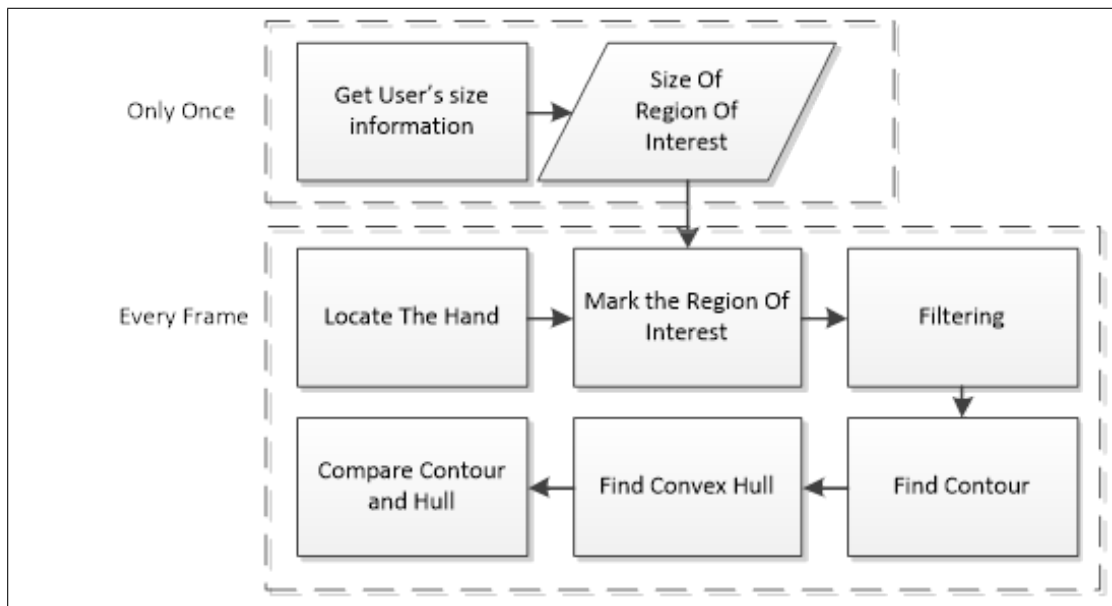 Only Once
Get User's size
information
Size Of
Region Of
Interest
Every Frame
Locate The Hand
Mark the Region Of
Interest
Filtering
Compare Contour
and Hull
Find Convex Hull
Find Contour